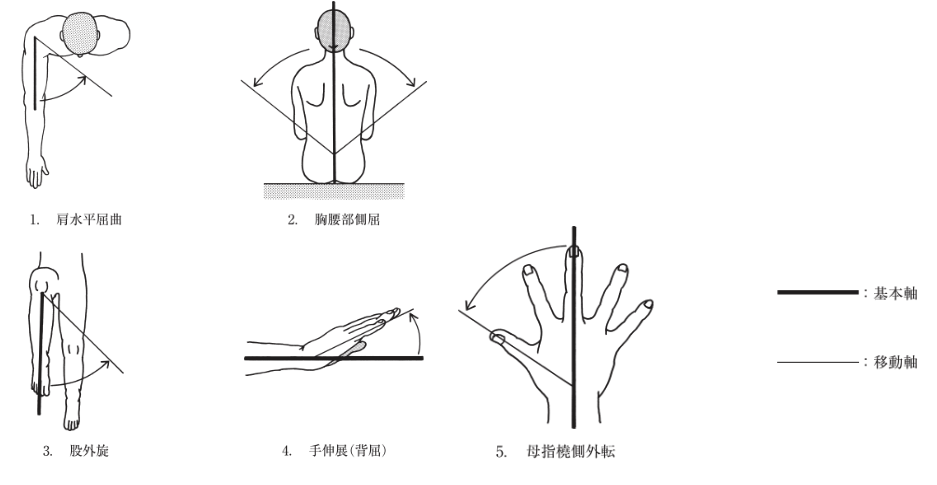 1. 肩水平屈曲
2. 胸腰部側屈
3. 股外旋
4. 手伸展(背屈)
5. 母指橈側外転
: 基本軸
: 移動軸